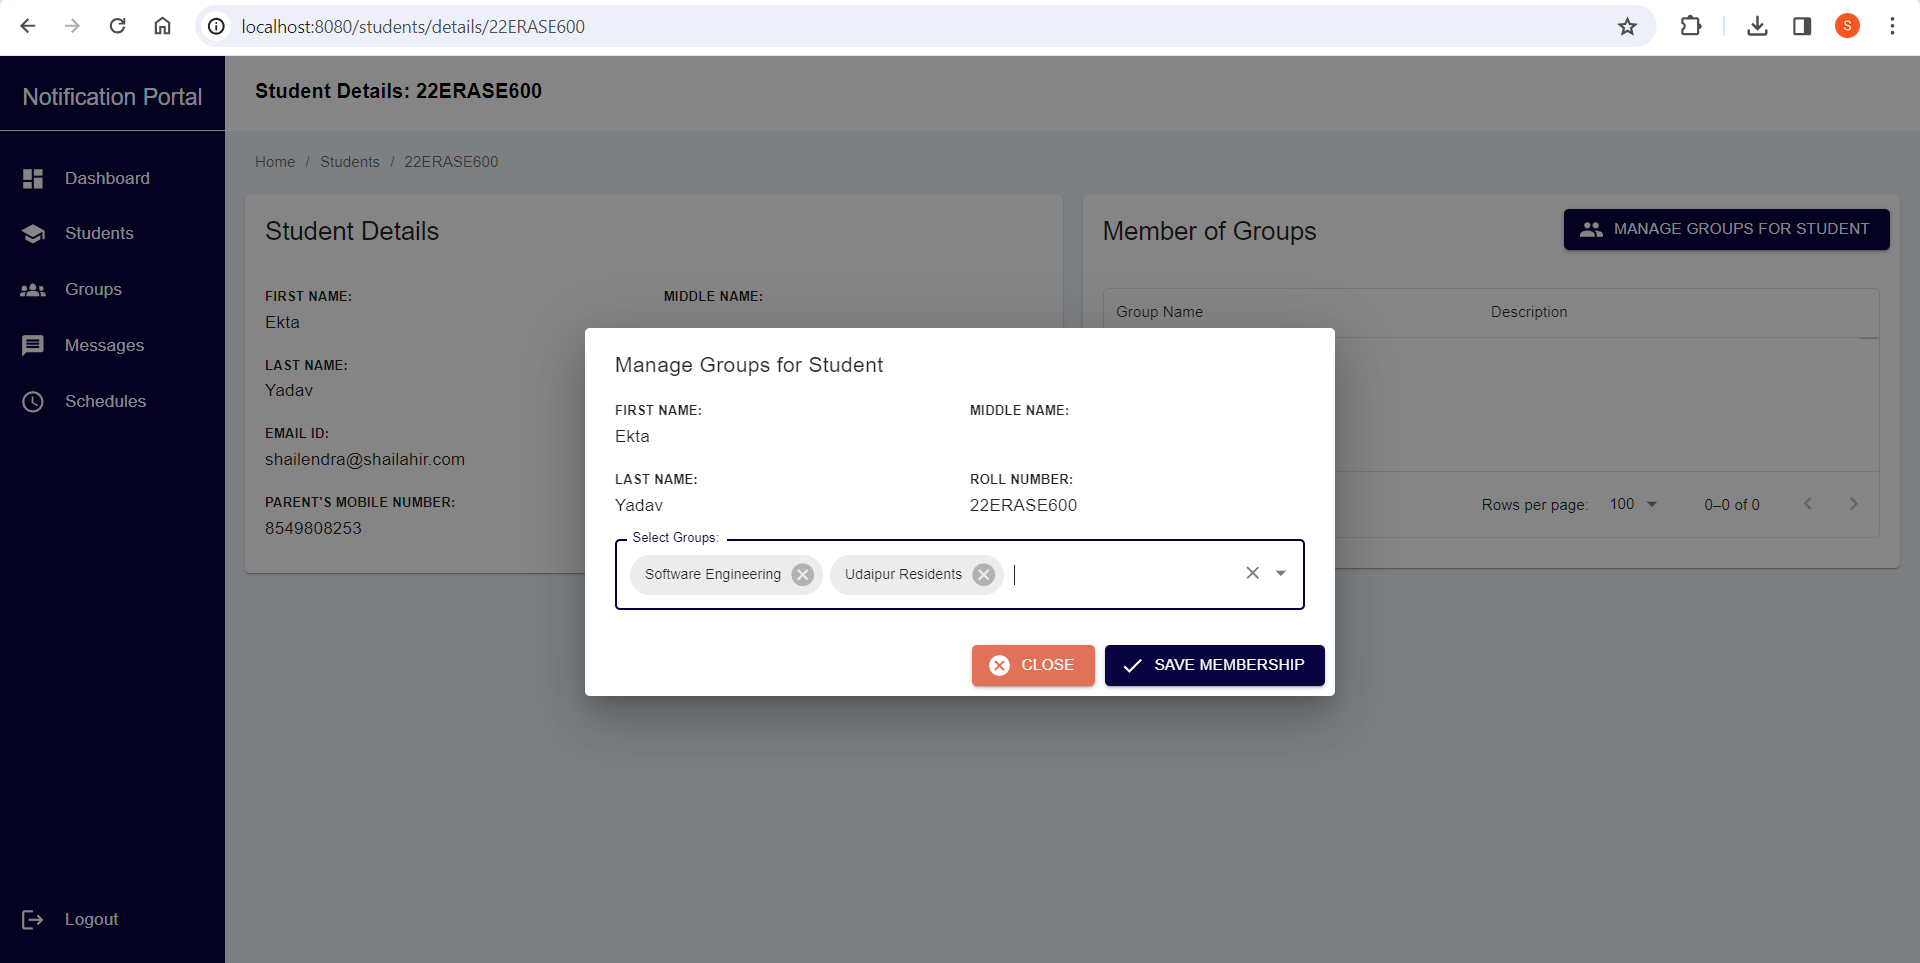 localhost:8080/students/details/22ERASE600
S
Notification Portal
Dashboard
Students
Groups
Messages
Schedules
Logout
Student Details: 22ERASE600
Home / Students / 22ERASE600
Student Details
FIRST NAME:
Ekta
MIDDLE NAME:
LAST NAME:
Yadav
EMAIL ID:
shailendra@shailahir.com
PARENT'S MOBILE NUMBER:
8549808253
Member of Groups
MANAGE GROUPS FOR STUDENT
Group Name Description
Rows per page: 100 0–0 of 0
Manage Groups for Student
FIRST NAME:
Ekta
MIDDLE NAME:
LAST NAME:
Yadav
ROLL NUMBER:
22ERASE600
Select Groups:
Software Engineering Udaipur Residents
CLOSE SAVE MEMBERSHIP